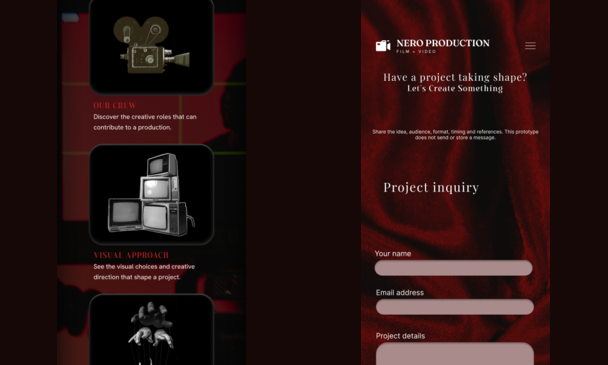 OUR CREW
Discover the creative roles that can
contribute to a production.
VISUAL APPROACH
See the visual choices and creative
direction that shape a project.
NERO PRODUCTION
FILM + VIDEO
Have a project taking shape?
Let's Create Something
Share the idea, audience, format, timing and references. This prototype
does not send or store a message.
Project inquiry
Your name
Email address
Project details